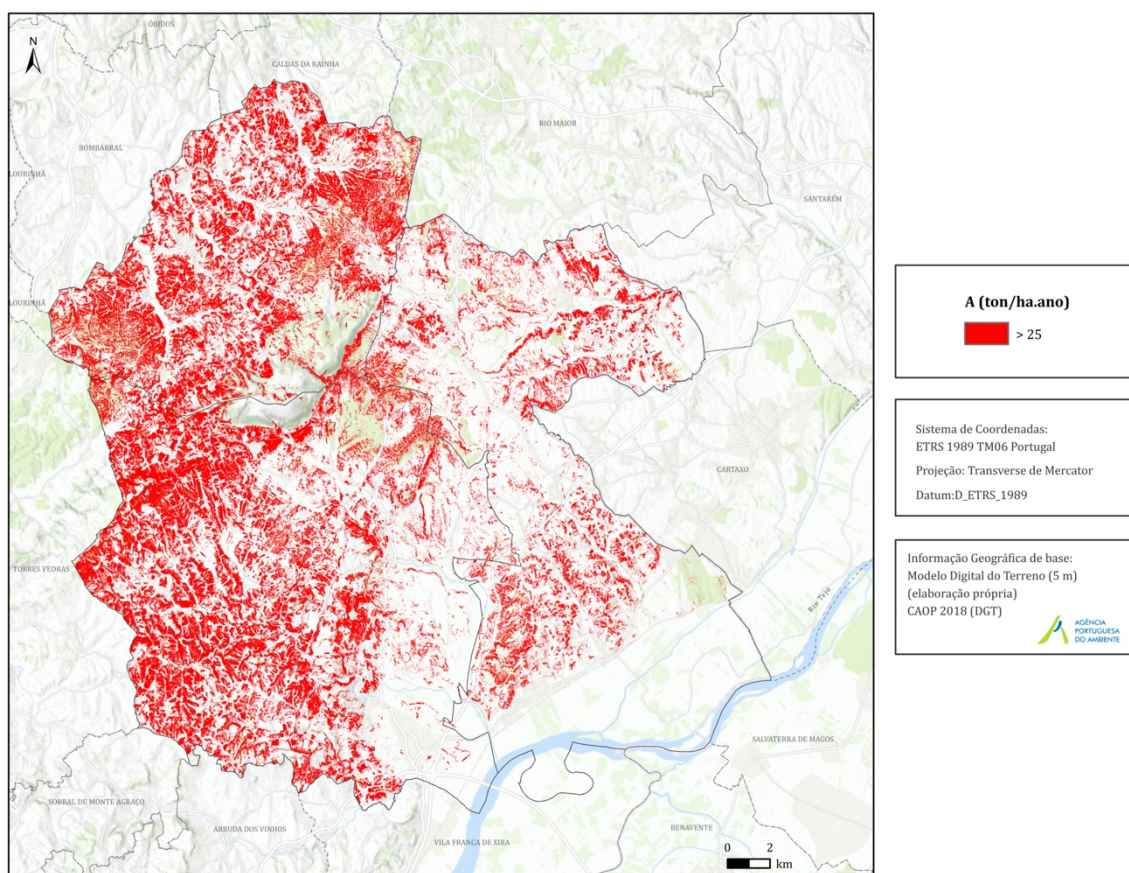 ÓBIDOS
N
CALDAS DA RAINHA
RIO MAIOR
BOMBARRAL
LOURINHÃ
SANTARÉM
LOURINHÃ
CARTAXO
TORRES VEDRAS
Rio Tejo
SALVATERRA DE MAGOS
SOBRAL DE MONTE AGRAÇO
ARRUDA DOS VINHOS
BENAVENTE
VILA FRANCA DE XIRA
0 2
km
A (ton/ha.ano)
> 25
Sistema de Coordenadas:
ETRS 1989 TM06 Portugal
Projeção: Transverse de Mercator
Datum:D_ETRS_1989
Informação Geográfica de base:
Modelo Digital do Terreno (5 m)
(elaboração própria)
CAOP 2018 (DGT)
AGÊNCIA
PORTUGUESA
DO AMBIENTE